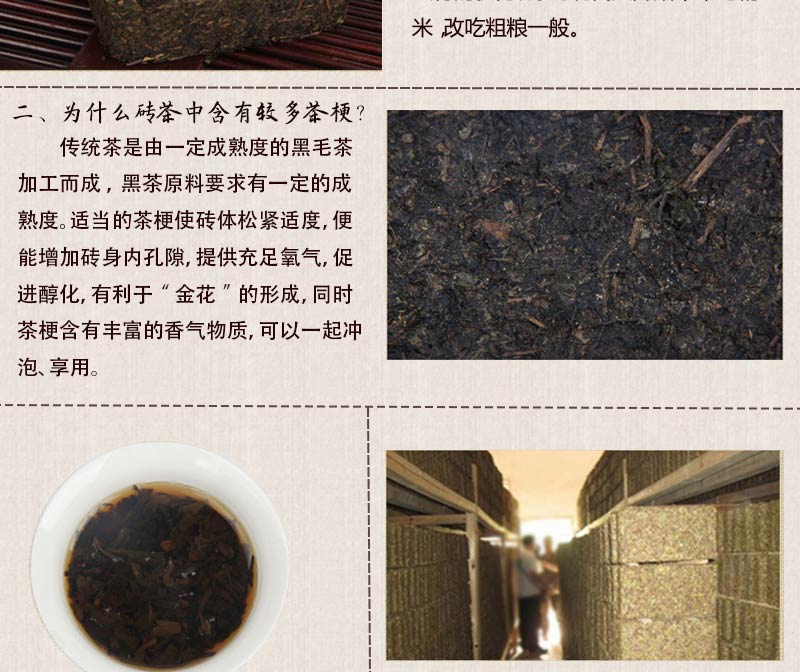 米,改吃粗粮一般。
二、为什么砖茶中含有较多茶梗?
传统茶是由一定成熟度的黑毛茶
加工而成,黑茶原料要求有一定的成
熟度。适当的茶梗使砖体松紧适度,便
能增加砖身内孔隙,提供充足氧气,促
进醇化,有利于“金花”的形成,同时
茶梗含有丰富的香气物质,可以一起冲
泡、享用。